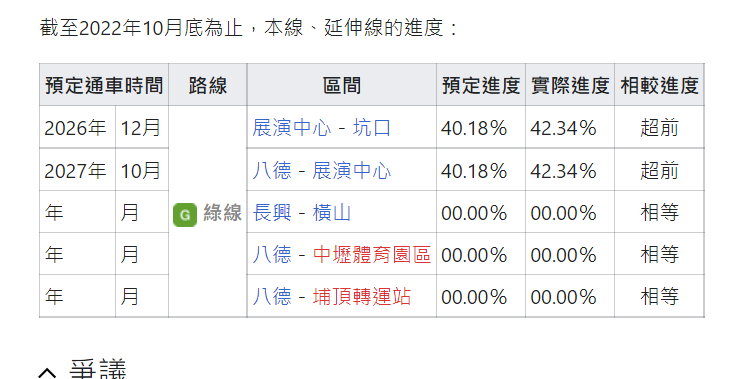 截至2022年10月底為止，本線、延伸線的進度：
預定通車時間 路線 區間 預定進度 實際進度 相較進度
2026年 12月 展演中心 - 坑口 40.18% 42.34% 超前
2027年 10月 八德 - 展演中心 40.18% 42.34% 超前
年 月 G 綠線 長興 - 橫山 00.00% 00.00% 相等
年 月 八德 - 中壢體育園區 00.00% 00.00% 相等
年 月 八德 - 埔頂轉運站 00.00% 00.00% 相等
爭議